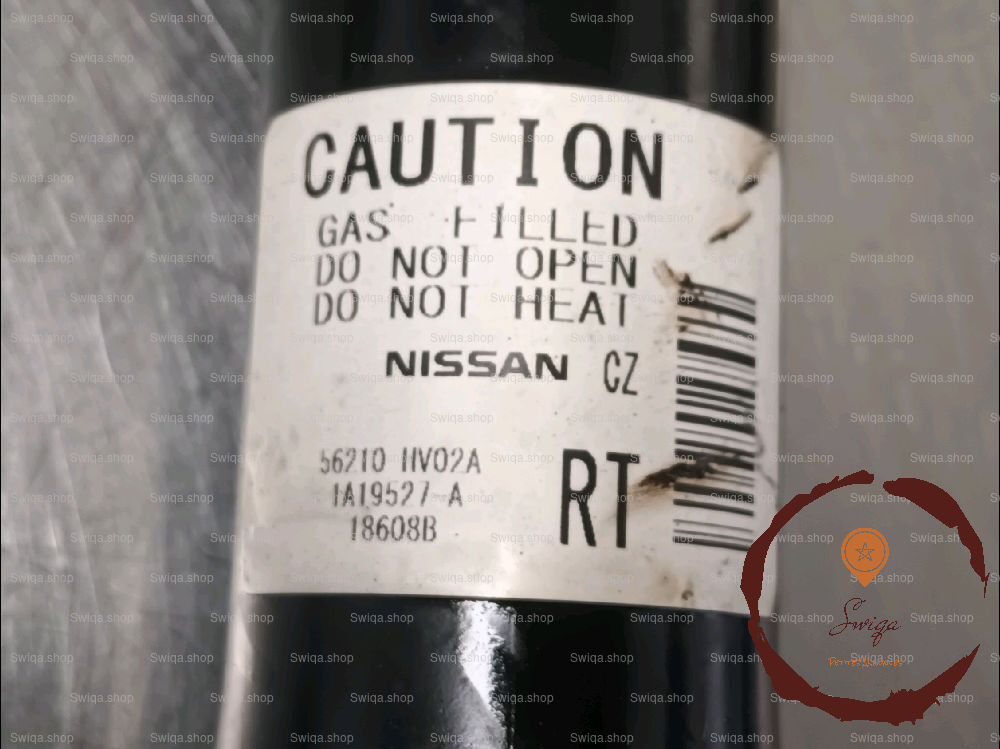 CAUTION
GAS FILLED
DO NOT OPEN
DO NOT HEAT
NISSAN CZ
56210 HV02A
1A19527-A
RT
18608B
Swiqa.shop
Swiqa